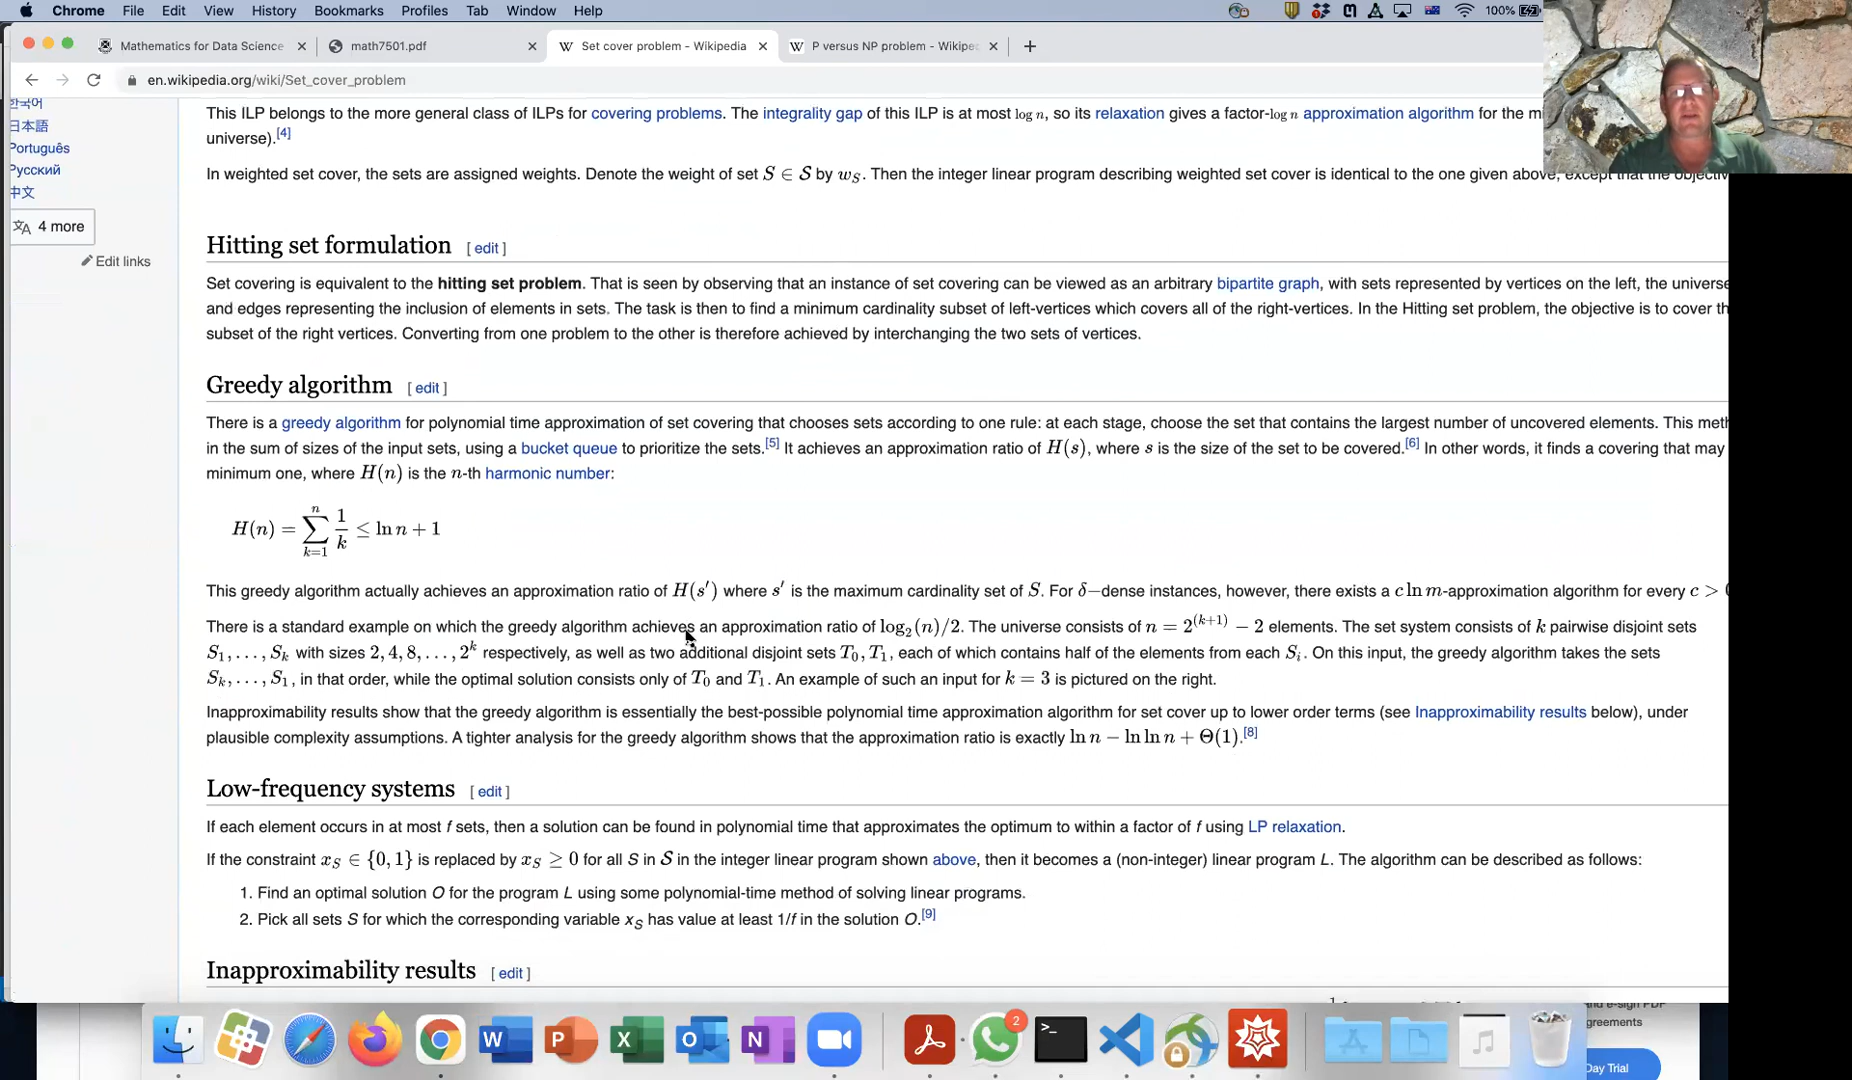 Chrome File Edit View History Bookmarks Profiles Tab Window Help 100%
Mathematics for Data Science
math7501.pdf
Set cover problem - Wikipedia
P versus NP problem - Wikipe
en.wikipedia.org/wiki/Set_cover_problem
한국어
日本語
Português
Русский
中文
4 more
Edit links
This ILP belongs to the more general class of ILPs for covering problems. The integrality gap of this ILP is at most log n, so its relaxation gives a factor-log n approximation algorithm for the
universe).[4]
In weighted set cover, the sets are assigned weights. Denote the weight of set S ∈ 𝒮 by w_S. Then the integer linear program describing weighted set cover is identical to the one given above, except that the
Hitting set formulation [ edit ]
Set covering is equivalent to the hitting set problem. That is seen by observing that an instance of set covering can be viewed as an arbitrary bipartite graph, with sets represented by vertices on the left, the universe
and edges representing the inclusion of elements in sets. The task is then to find a minimum cardinality subset of left-vertices which covers all of the right-vertices. In the Hitting set problem, the objective is to cover
subset of the right vertices. Converting from one problem to the other is therefore achieved by interchanging the two sets of vertices.
Greedy algorithm [ edit ]
There is a greedy algorithm for polynomial time approximation of set covering that chooses sets according to one rule: at each stage, choose the set that contains the largest number of uncovered elements. This
in the sum of sizes of the input sets, using a bucket queue to prioritize the sets.[5] It achieves an approximation ratio of H(s), where s is the size of the set to be covered.[6] In other words, it finds a covering that may
minimum one, where H(n) is the n-th harmonic number:
H(n) = ∑_{k=1}^{n} 1/k ≤ ln n + 1
This greedy algorithm actually achieves an approximation ratio of H(s′) where s′ is the maximum cardinality set of S. For δ−dense instances, however, there exists a c ln m-approximation algorithm for every c >
There is a standard example on which the greedy algorithm achieves an approximation ratio of log₂(n)/2. The universe consists of n = 2^(k+1) − 2 elements. The set system consists of k pairwise disjoint sets
S₁, . . . , S_k with sizes 2, 4, 8, . . . , 2^k respectively, as well as two additional disjoint sets T₀, T₁, each of which contains half of the elements from each S_i. On this input, the greedy algorithm takes the sets
S_k, . . . , S₁, in that order, while the optimal solution consists only of T₀ and T₁. An example of such an input for k = 3 is pictured on the right.
Inapproximability results show that the greedy algorithm is essentially the best-possible polynomial time approximation algorithm for set cover up to lower order terms (see Inapproximability results below), under
plausible complexity assumptions. A tighter analysis for the greedy algorithm shows that the approximation ratio is exactly ln n − ln ln n + Θ(1).[8]
Low-frequency systems [ edit ]
If each element occurs in at most f sets, then a solution can be found in polynomial time that approximates the optimum to within a factor of f using LP relaxation.
If the constraint x_S ∈ {0, 1} is replaced by x_S ≥ 0 for all S in 𝒮 in the integer linear program shown above, then it becomes a (non-integer) linear program L. The algorithm can be described as follows:
1. Find an optimal solution O for the program L using some polynomial-time method of solving linear programs.
2. Pick all sets S for which the corresponding variable x_S has value at least 1/f in the solution O.[9]
Inapproximability results [ edit ]
and e-sign PDF
agreements
Day Trial
2